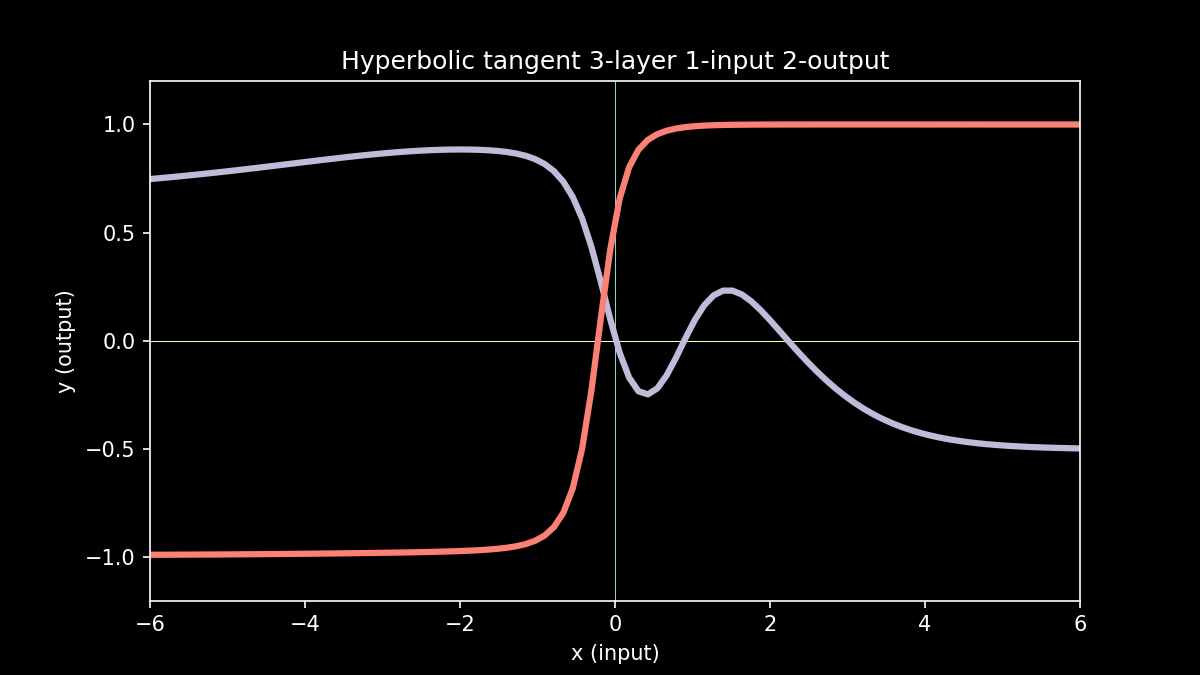 Hyperbolic tangent 3-layer 1-input 2-output
y (output)
1.0
0.5
0.0
−0.5
−1.0
−6 −4 −2 0 2 4 6
x (input)